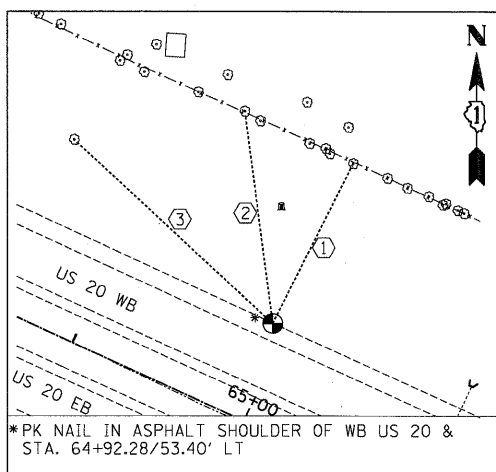 N
1
3
2
1
*
US 20 WB
65+00
US 20 EB
* PK NAIL IN ASPHALT SHOULDER OF WB US 20 &
STA. 64+92.28/53.40' LT